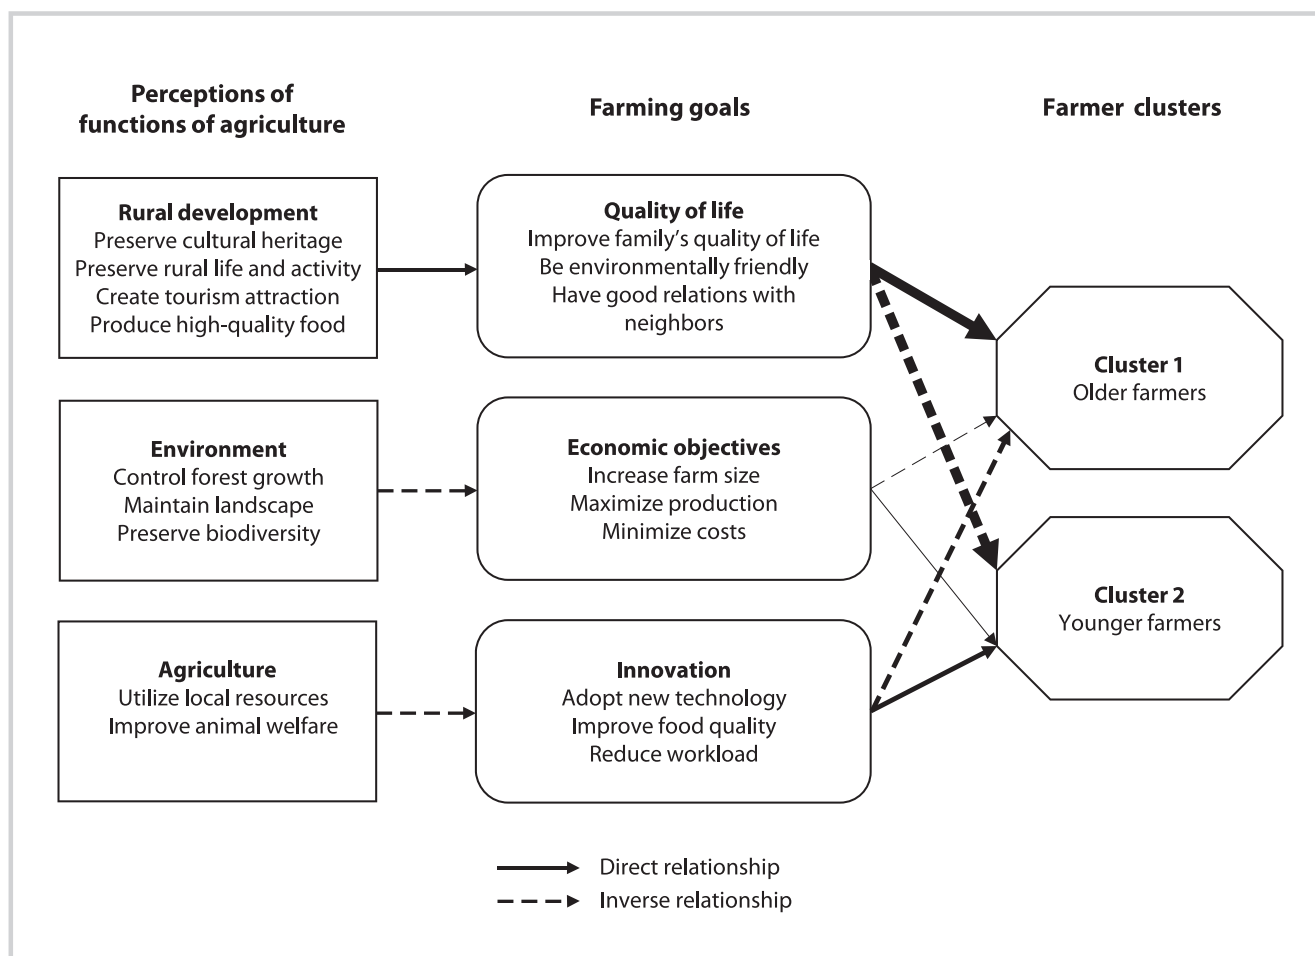 Perceptions of
functions of agriculture
Farming goals
Farmer clusters
Rural development
Preserve cultural heritage
Preserve rural life and activity
Create tourism attraction
Produce high-quality food
Quality of life
Improve family’s quality of life
Be environmentally friendly
Have good relations with
neighbors
Cluster 1
Older farmers
Environment
Control forest growth
Maintain landscape
Preserve biodiversity
Economic objectives
Increase farm size
Maximize production
Minimize costs
Cluster 2
Younger farmers
Agriculture
Utilize local resources
Improve animal welfare
Innovation
Adopt new technology
Improve food quality
Reduce workload
Direct relationship
Inverse relationship